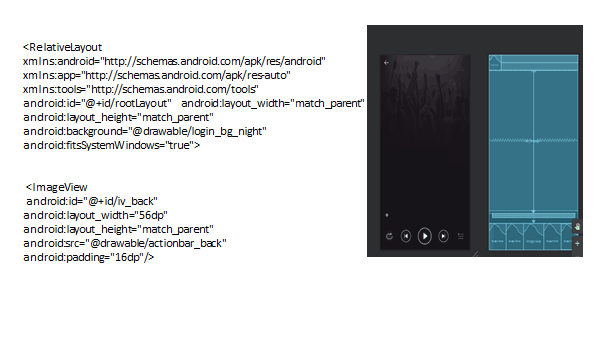 <RelativeLayout
xmlns:android="http://schemas.android.com/apk/res/android"
xmlns:app="http://schemas.android.com/apk/res-auto"
xmlns:tools="http://schemas.android.com/tools"
android:id="@+id/rootLayout" android:layout_width="match_parent"
android:layout_height="match_parent"
android:background="@drawable/login_bg_night"
android:fitsSystemWindows="true">
<ImageView
android:id="@+id/iv_back"
android:layout_width="56dp"
android:layout_height="match_parent"
android:src="@drawable/actionbar_back"
android:padding="16dp"/>